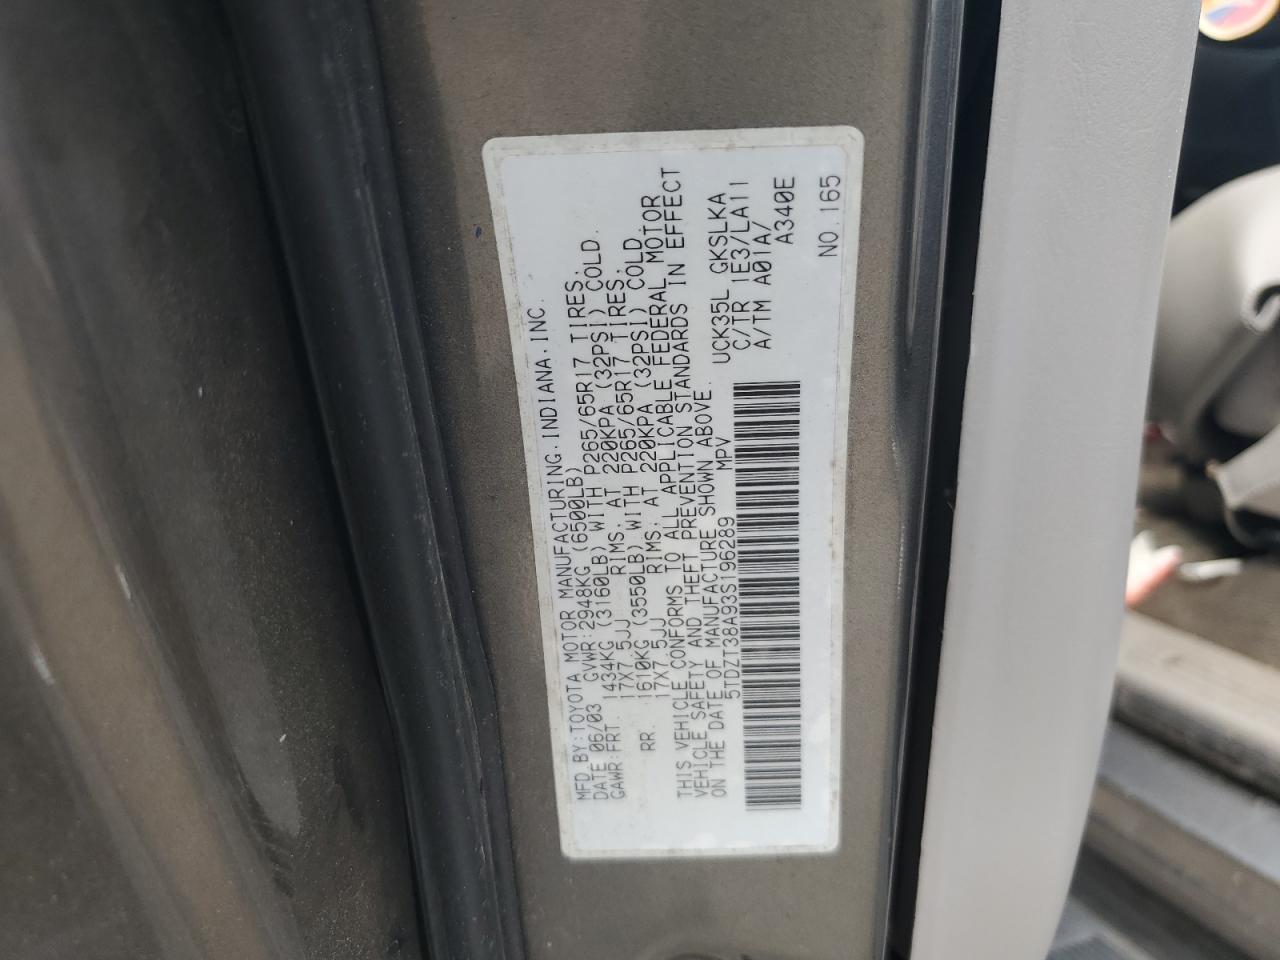 MFD BY:TOYOTA MOTOR MANUFACTURING.INDIANA.INC.
DATE 06/03 GVWR:2948KG (6500LB)
GAWR:FRT. 1434KG (3160LB) WITH P265/65R17 TIRES.
17X7.5JJ RIMS. AT 220KPA (32PSI) COLD.
RR. 1610KG (3550LB) WITH P265/65R17 TIRES.
17X7.5JJ RIMS. AT 220KPA (32PSI) COLD.
THIS VEHICLE CONFORMS TO ALL APPLICABLE FEDERAL MOTOR
VEHICLE SAFETY AND THEFT PREVENTION STANDARDS IN EFFECT
ON THE DATE OF MANUFACTURE SHOWN ABOVE.
5TDZT38A93S196289 MPV
UCK35L GKSLKA
C/TR 1E3/LA11
A/TM A01A/
A340E
NO.165